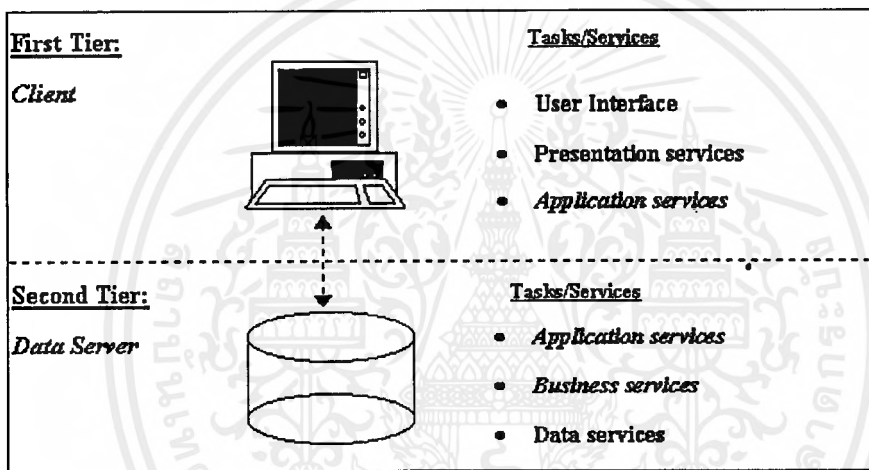 First Tier:
Client
Tasks/Services
• User Interface
• Presentation services
• Application services
Second Tier:
Data Server
Tasks/Services
• Application services
• Business services
• Data services